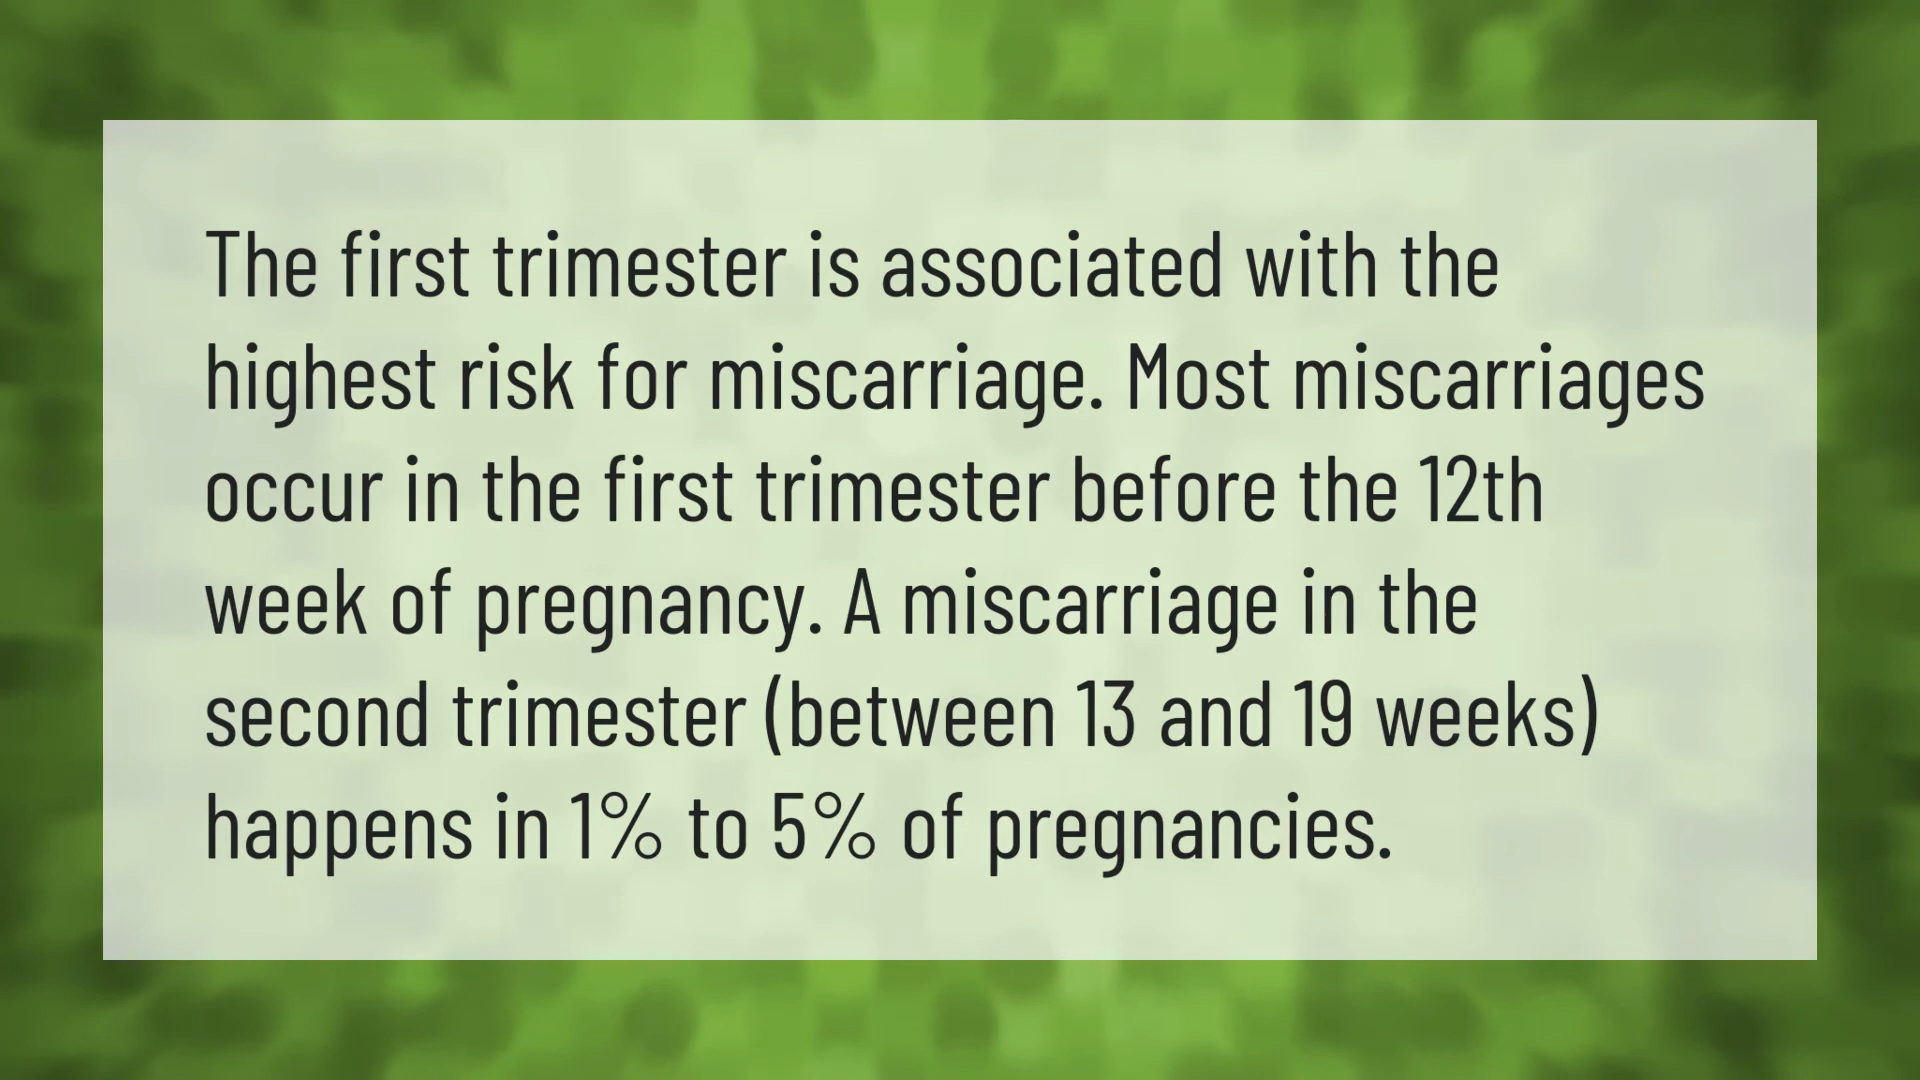 The first trimester is associated with the
highest risk for miscarriage. Most miscarriages
occur in the first trimester before the 12th
week of pregnancy. A miscarriage in the
second trimester (between 13 and 19 weeks)
happens in 1% to 5% of pregnancies.